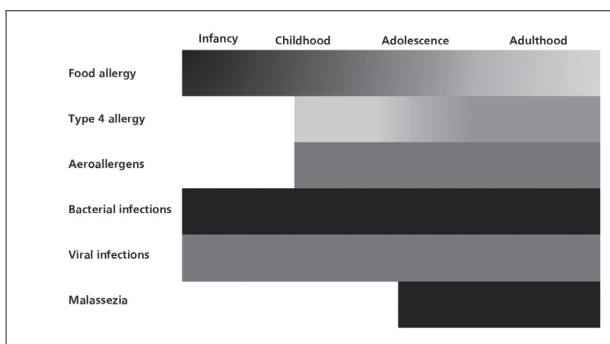 Infancy Childhood Adolescence Adulthood
Food allergy
Type 4 allergy
Aeroallergens
Bacterial infections
Viral infections
Malassezia